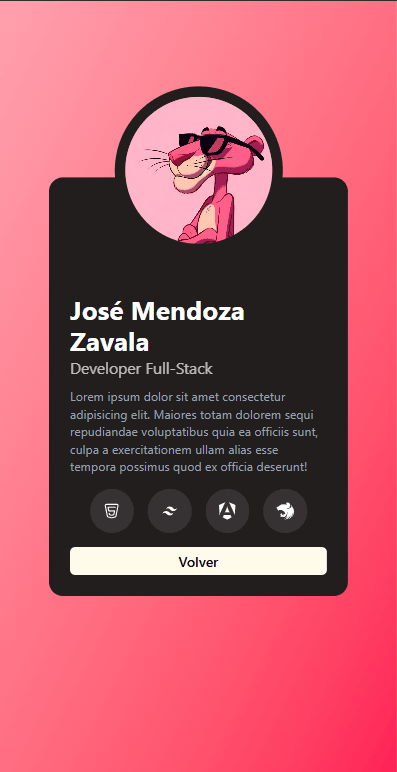 José Mendoza
Zavala
Developer Full-Stack
Lorem ipsum dolor sit amet consectetur
adipisicing elit. Maiores totam dolorem sequi
repudiandae voluptatibus quia ea officiis sunt,
culpa a exercitationem ullam alias esse
tempora possimus quod ex officia deserunt!
Volver